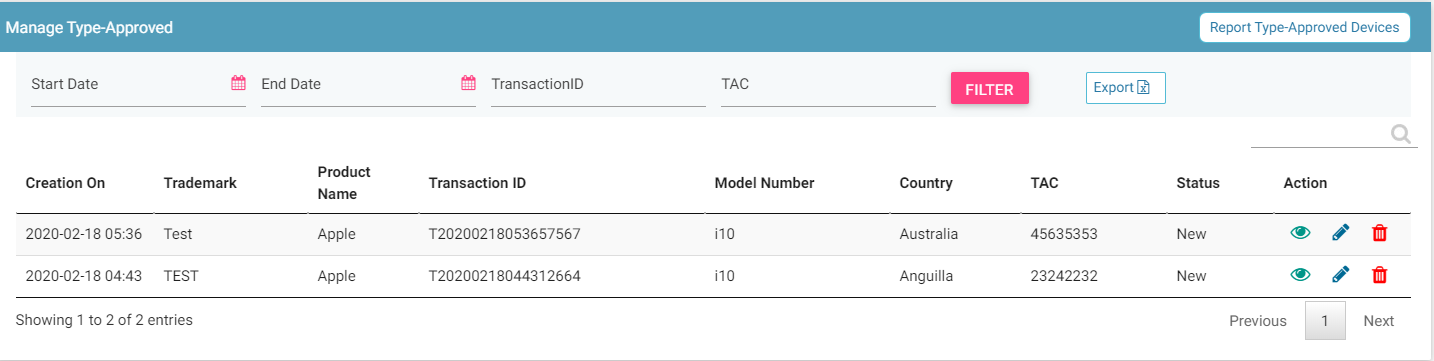 Manage Type-Approved Report Type-Approved Devices
Start Date End Date TransactionID TAC FILTER Export
Creation On Trademark Product Name Transaction ID Model Number Country TAC Status Action
2020-02-18 05:36 Test Apple T20200218053657567 i10 Australia 45635353 New
2020-02-18 04:43 TEST Apple T20200218044312664 i10 Anguilla 23242232 New
Showing 1 to 2 of 2 entries Previous 1 Next